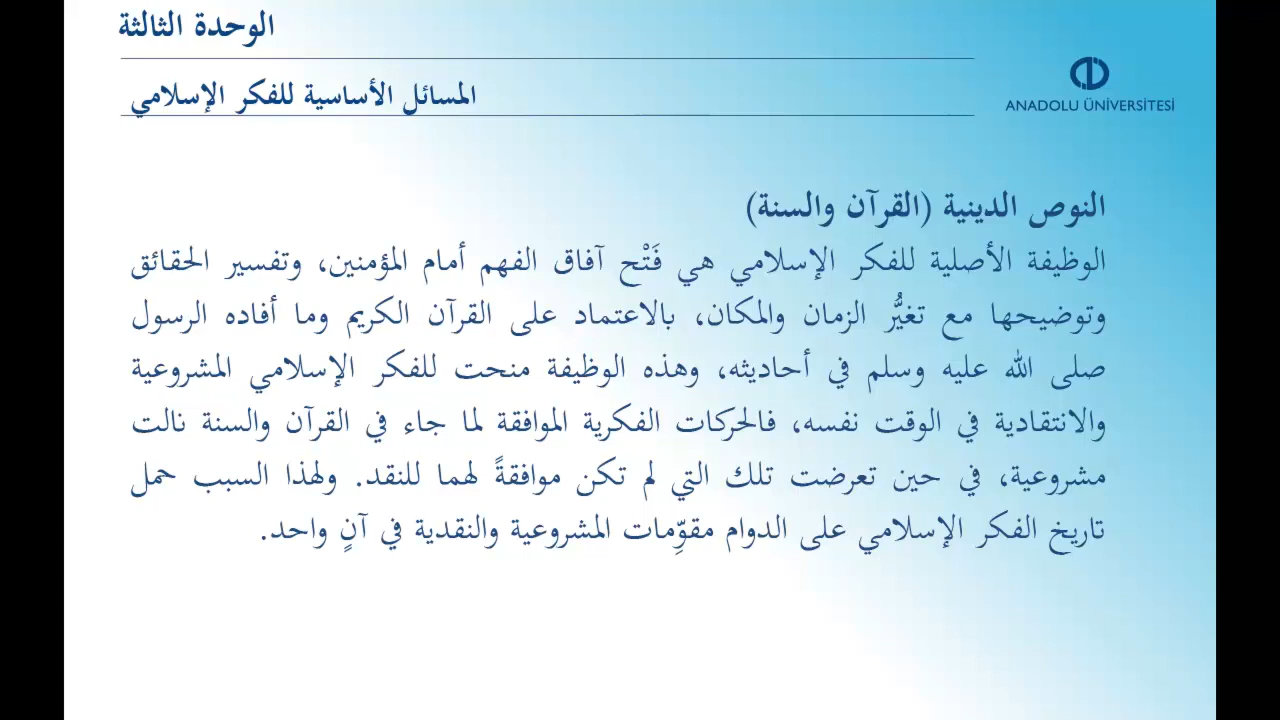 الوحدة الثالثة
المسائل الأساسية للفكر الإسلامي
ANADOLU ÜNİVERSİTESİ
النوص الدينية (القرآن والسنة)
الوظيفة الأصلية للفكر الإسلامي هي فَتْح آفاق الفهم أمام المؤمنين، وتفسير الحقائق
وتوضيحها مع تغيُّر الزمان والمكان، بالاعتماد على القرآن الكريم وما أفاده الرسول
صلى الله عليه وسلم في أحاديثه، وهذه الوظيفة منحت للفكر الإسلامي المشروعية
والانتقادية في الوقت نفسه، فالحركات الفكرية الموافقة لما جاء في القرآن والسنة نالت
مشروعية، في حين تعرضت تلك التي لم تكن موافقةً لهما للنقد. ولهذا السبب حمل
تاريخ الفكر الإسلامي على الدوام مقوِّمات المشروعية والنقدية في آنٍ واحد.